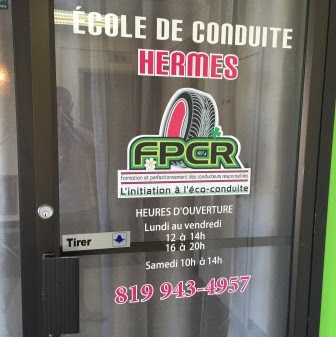 ÉCOLE DE CONDUITE
HERMES
FPCR
Formation et perfectionnement des conducteurs responsables
L'initiation à l'éco-conduite
HEURES D'OUVERTURE
Lundi au vendredi
12 à 14h
16 à 20h
Samedi 10h à 14h
Tirer
819 943-4957